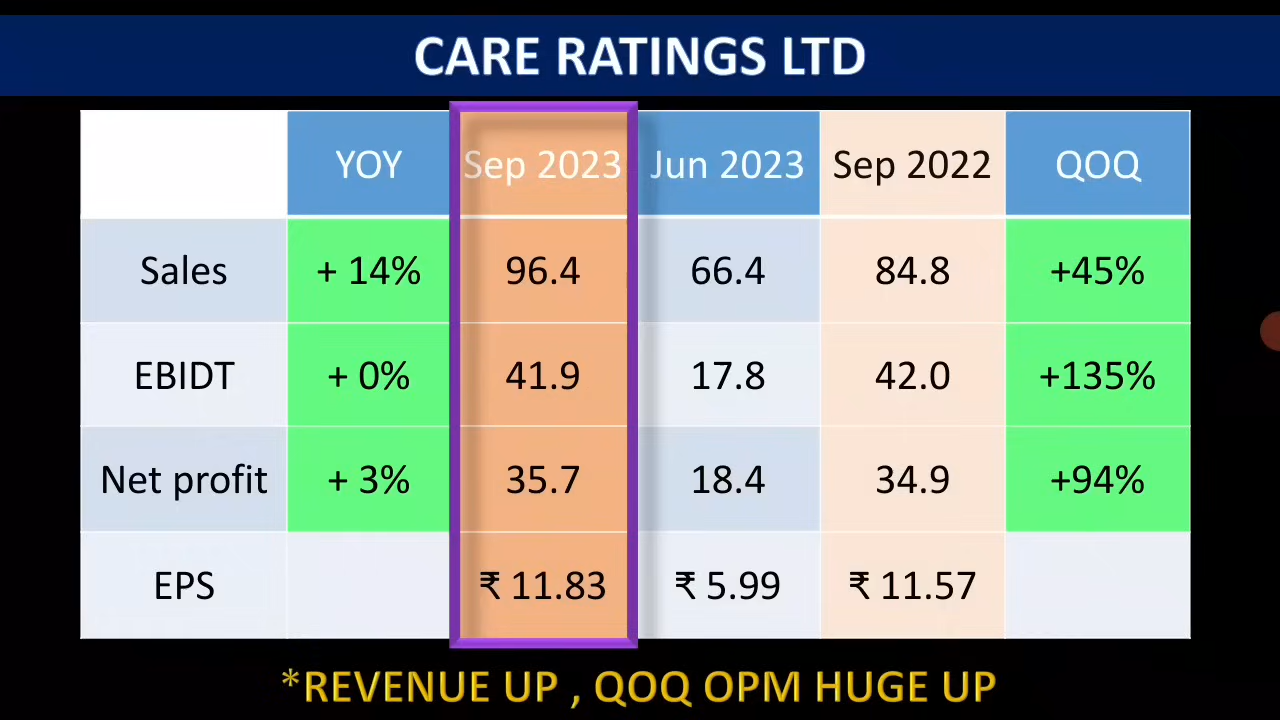 CARE RATINGS LTD
YOY Sep 2023 Jun 2023 Sep 2022 QOQ
Sales + 14% 96.4 66.4 84.8 +45%
EBIDT + 0% 41.9 17.8 42.0 +135%
Net profit + 3% 35.7 18.4 34.9 +94%
EPS ₹ 11.83 ₹ 5.99 ₹ 11.57
*REVENUE UP , QOQ OPM HUGE UP